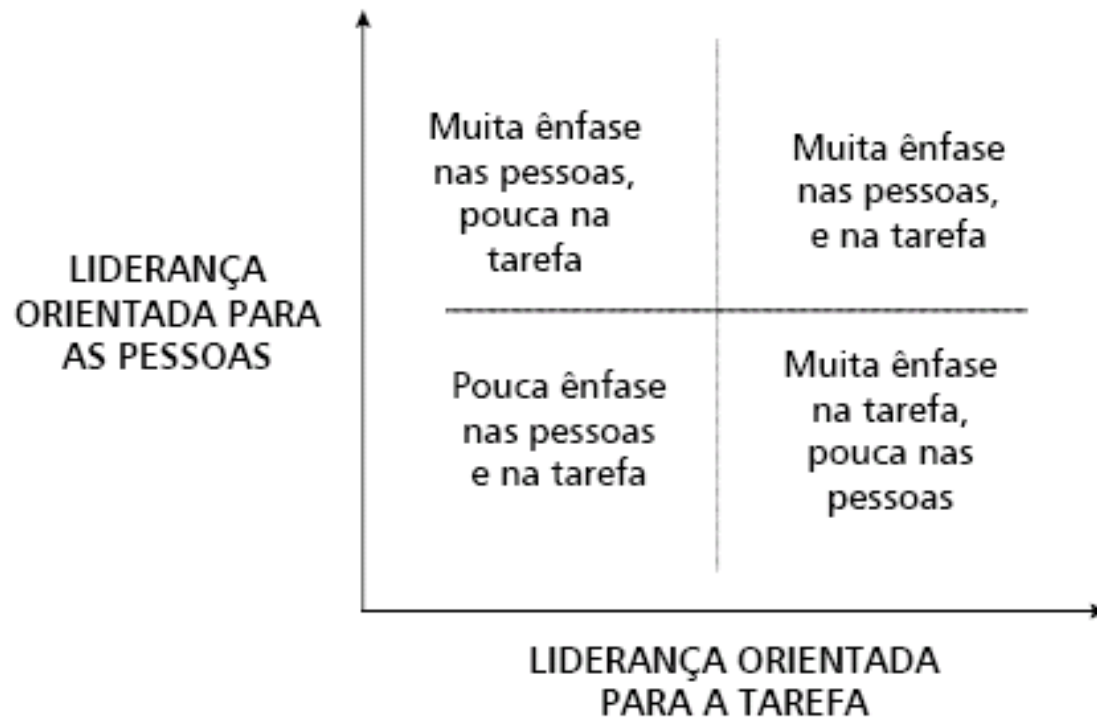 Muita ênfase
nas pessoas,
pouca na
tarefa
Muita ênfase
nas pessoas,
e na tarefa
LIDERANÇA
ORIENTADA PARA
AS PESSOAS
Pouca ênfase
nas pessoas
e na tarefa
Muita ênfase
na tarefa,
pouca nas
pessoas
LIDERANÇA ORIENTADA
PARA A TAREFA